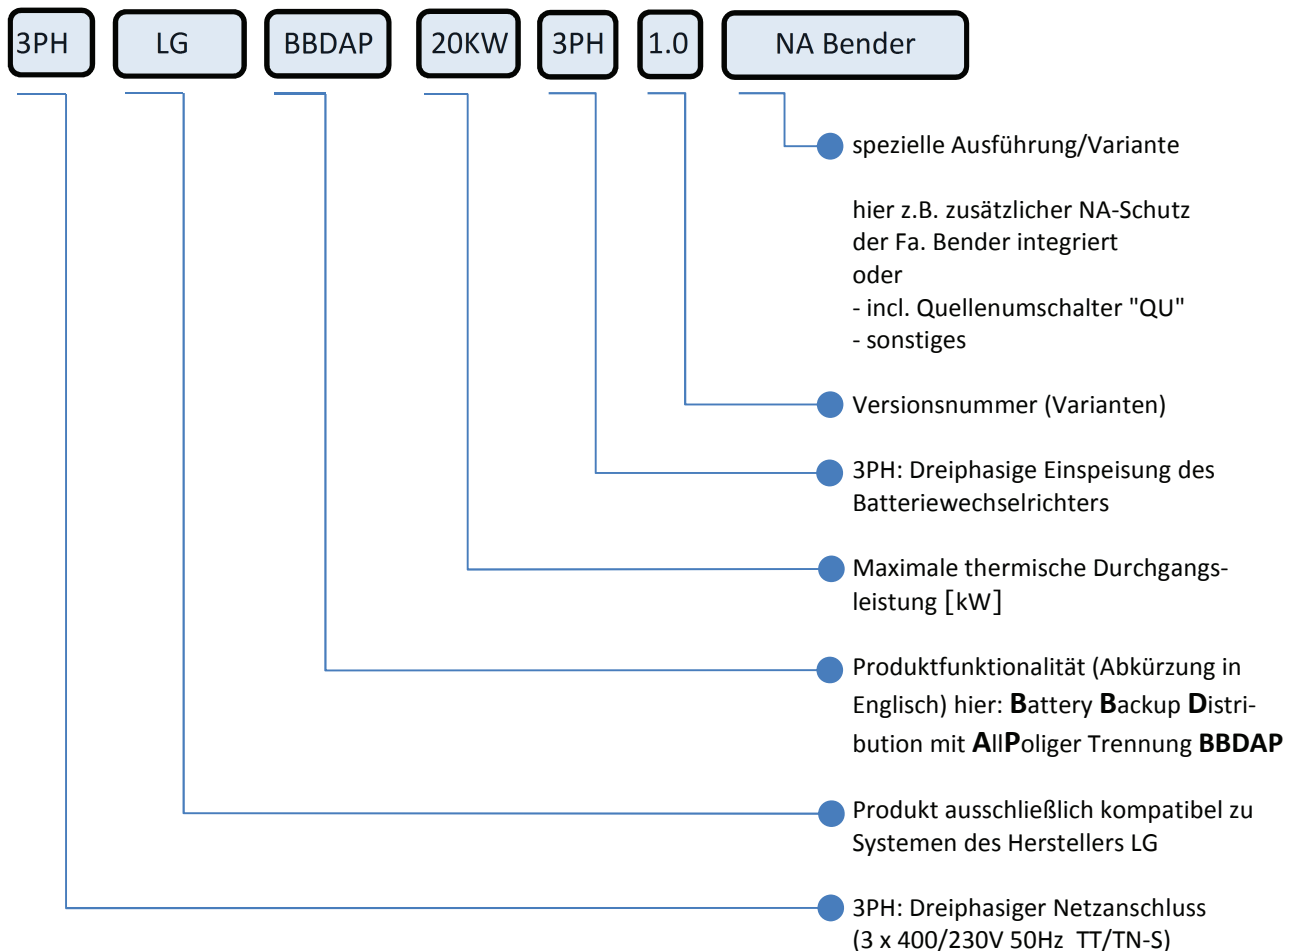 3PH LG BBDAP 20KW 3PH 1.0 NA Bender
spezielle Ausführung/Variante
hier z.B. zusätzlicher NA-Schutz
der Fa. Bender integriert
oder
- incl. Quellenumschalter "QU"
- sonstiges
Versionsnummer (Varianten)
3PH: Dreiphasige Einspeisung des
Batteriewechselrichters
Maximale thermische Durchgangs-
leistung [kW]
Produktfunktionalität (Abkürzung in
Englisch) hier: Battery Backup Distri-
bution mit AllPoliger Trennung BBDAP
Produkt ausschließlich kompatibel zu
Systemen des Herstellers LG
3PH: Dreiphasiger Netzanschluss
(3 x 400/230V 50Hz TT/TN-S)